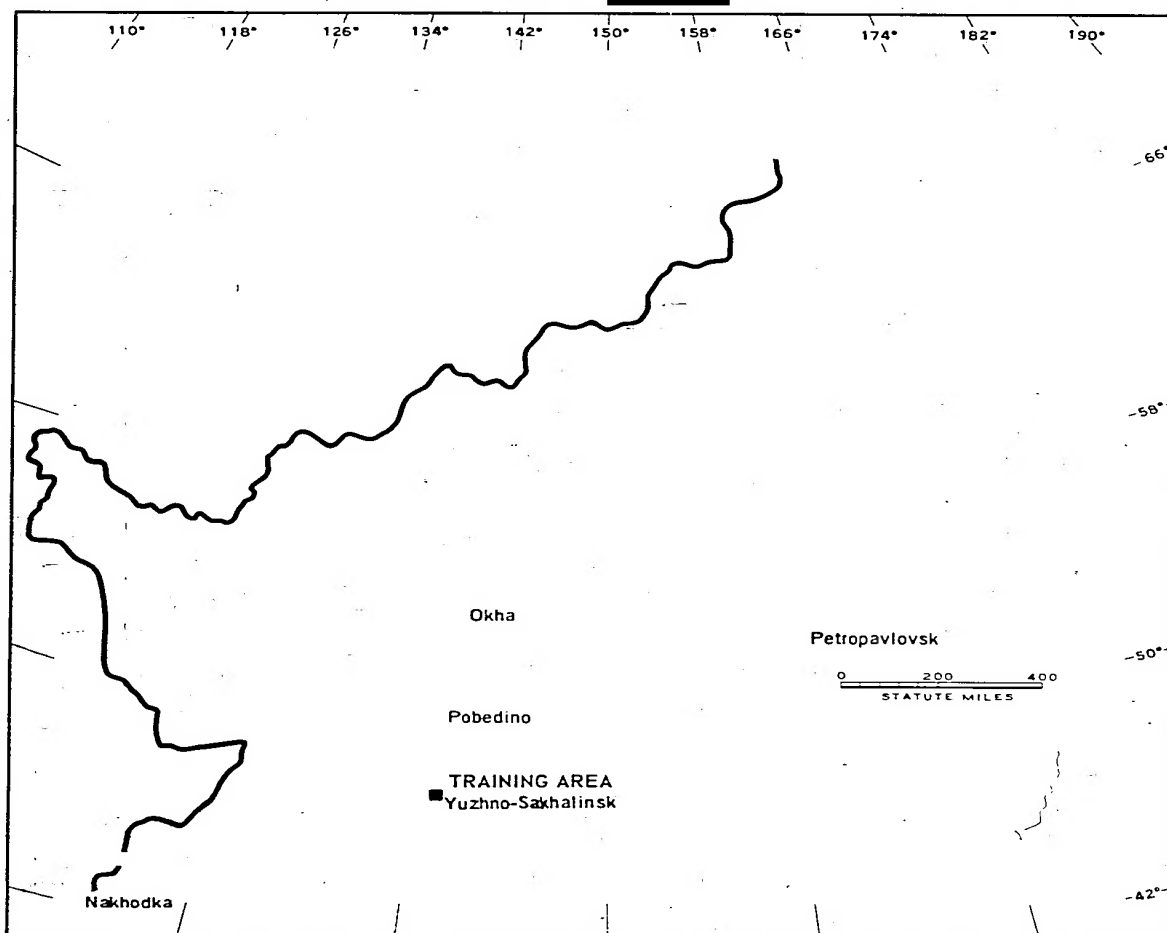 110° 118° 126° 134° 142° 150° 158° 166° 174° 182° 190°
66°
58°
Okha
Petropavlovsk
50°
0 200 400
STATUTE MILES
Pobedino
TRAINING AREA
Yuzhno-Sakhalinsk
42°
Nakhodka